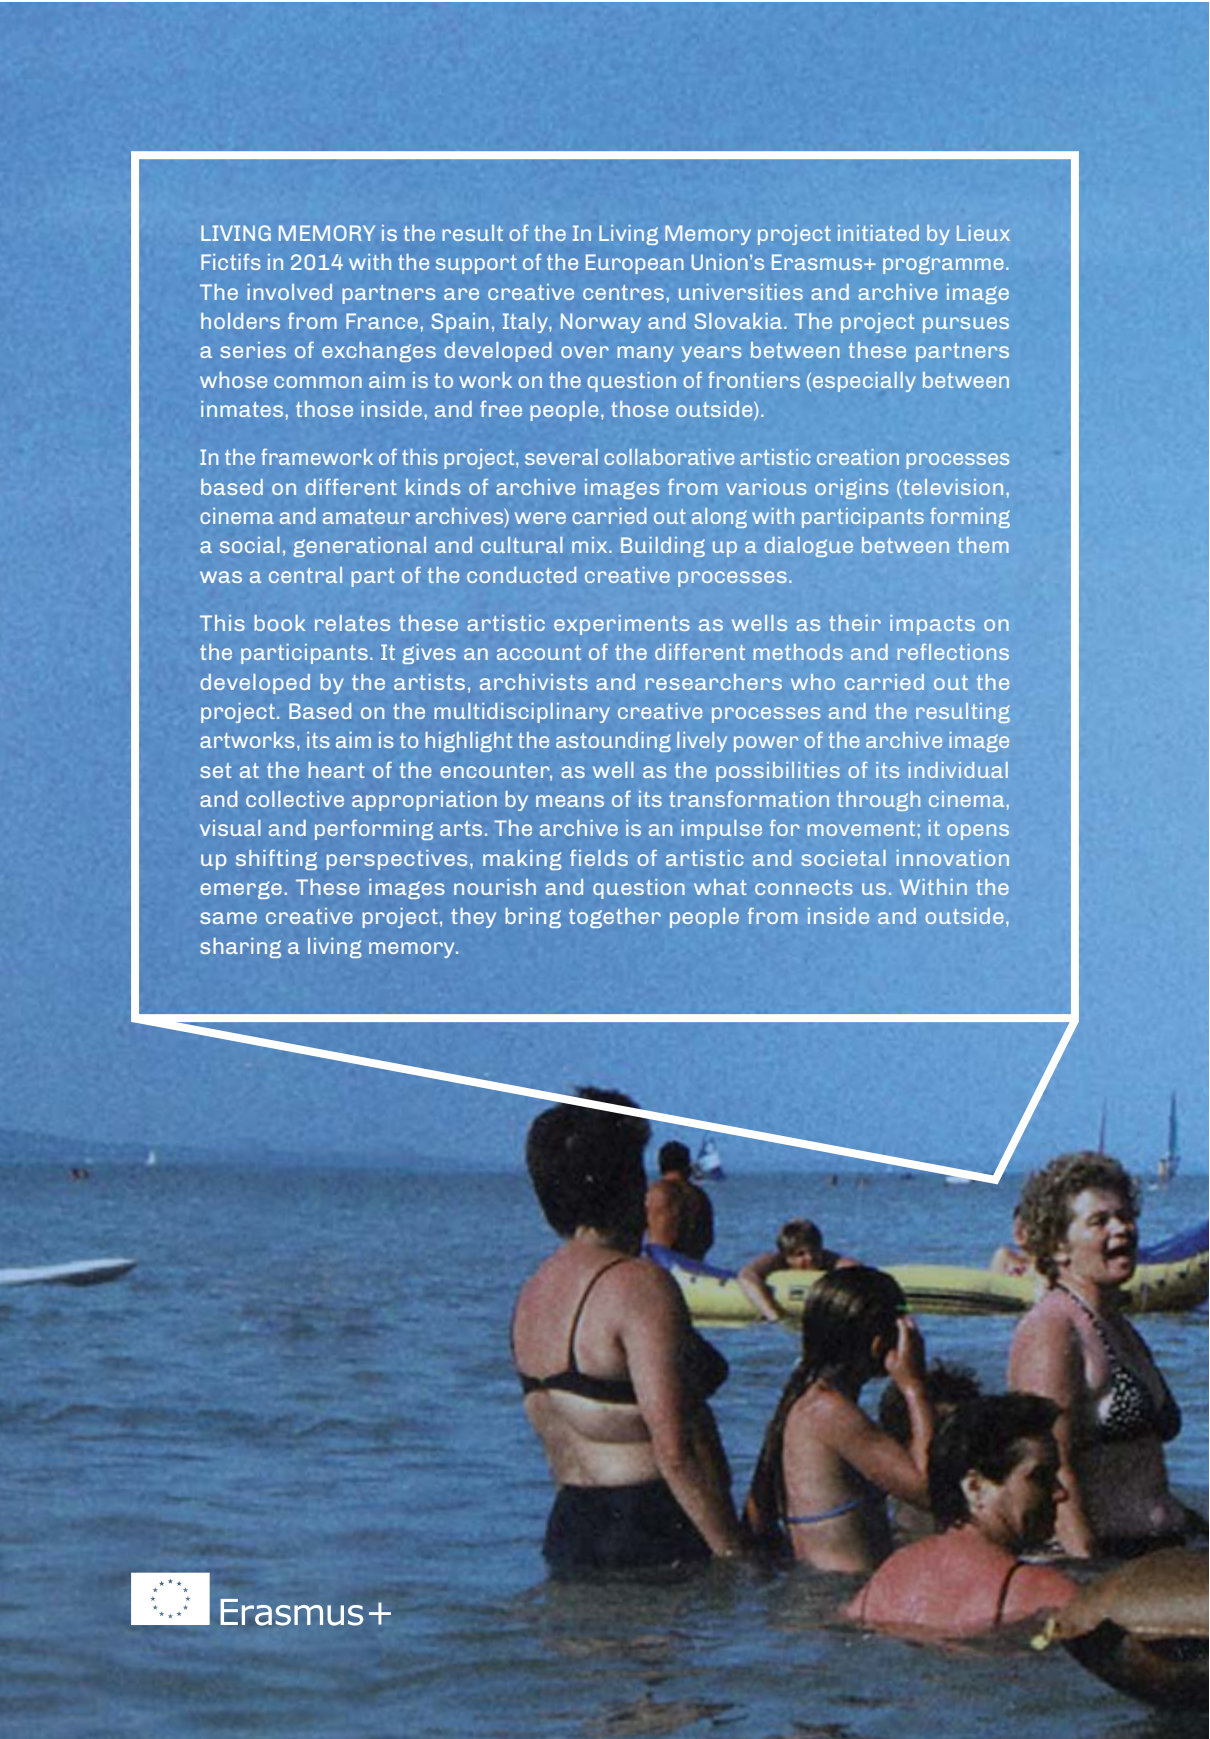 LIVING MEMORY is the result of the In Living Memory project initiated by Lieux
Fictifs in 2014 with the support of the European Union's Erasmus+ programme.
The involved partners are creative centres, universities and archive image
holders from France, Spain, Italy, Norway and Slovakia. The project pursues
a series of exchanges developed over many years between these partners
whose common aim is to work on the question of frontiers (especially between
inmates, those inside, and free people, those outside).
In the framework of this project, several collaborative artistic creation processes
based on different kinds of archive images from various origins (television,
cinema and amateur archives) were carried out along with participants forming
a social, generational and cultural mix. Building up a dialogue between them
was a central part of the conducted creative processes.
This book relates these artistic experiments as wells as their impacts on
the participants. It gives an account of the different methods and reflections
developed by the artists, archivists and researchers who carried out the
project. Based on the multidisciplinary creative processes and the resulting
artworks, its aim is to highlight the astounding lively power of the archive image
set at the heart of the encounter, as well as the possibilities of its individual
and collective appropriation by means of its transformation through cinema,
visual and performing arts. The archive is an impulse for movement; it opens
up shifting perspectives, making fields of artistic and societal innovation
emerge. These images nourish and question what connects us. Within the
same creative project, they bring together people from inside and outside,
sharing a living memory.
Erasmus+